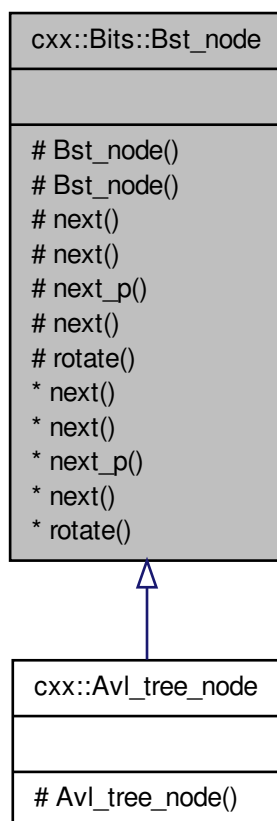 cxx::Bits::Bst_node
# Bst_node()
# Bst_node()
# next()
# next()
# next_p()
# next()
# rotate()
* next()
* next()
* next_p()
* next()
* rotate()
cxx::Avl_tree_node
# Avl_tree_node()